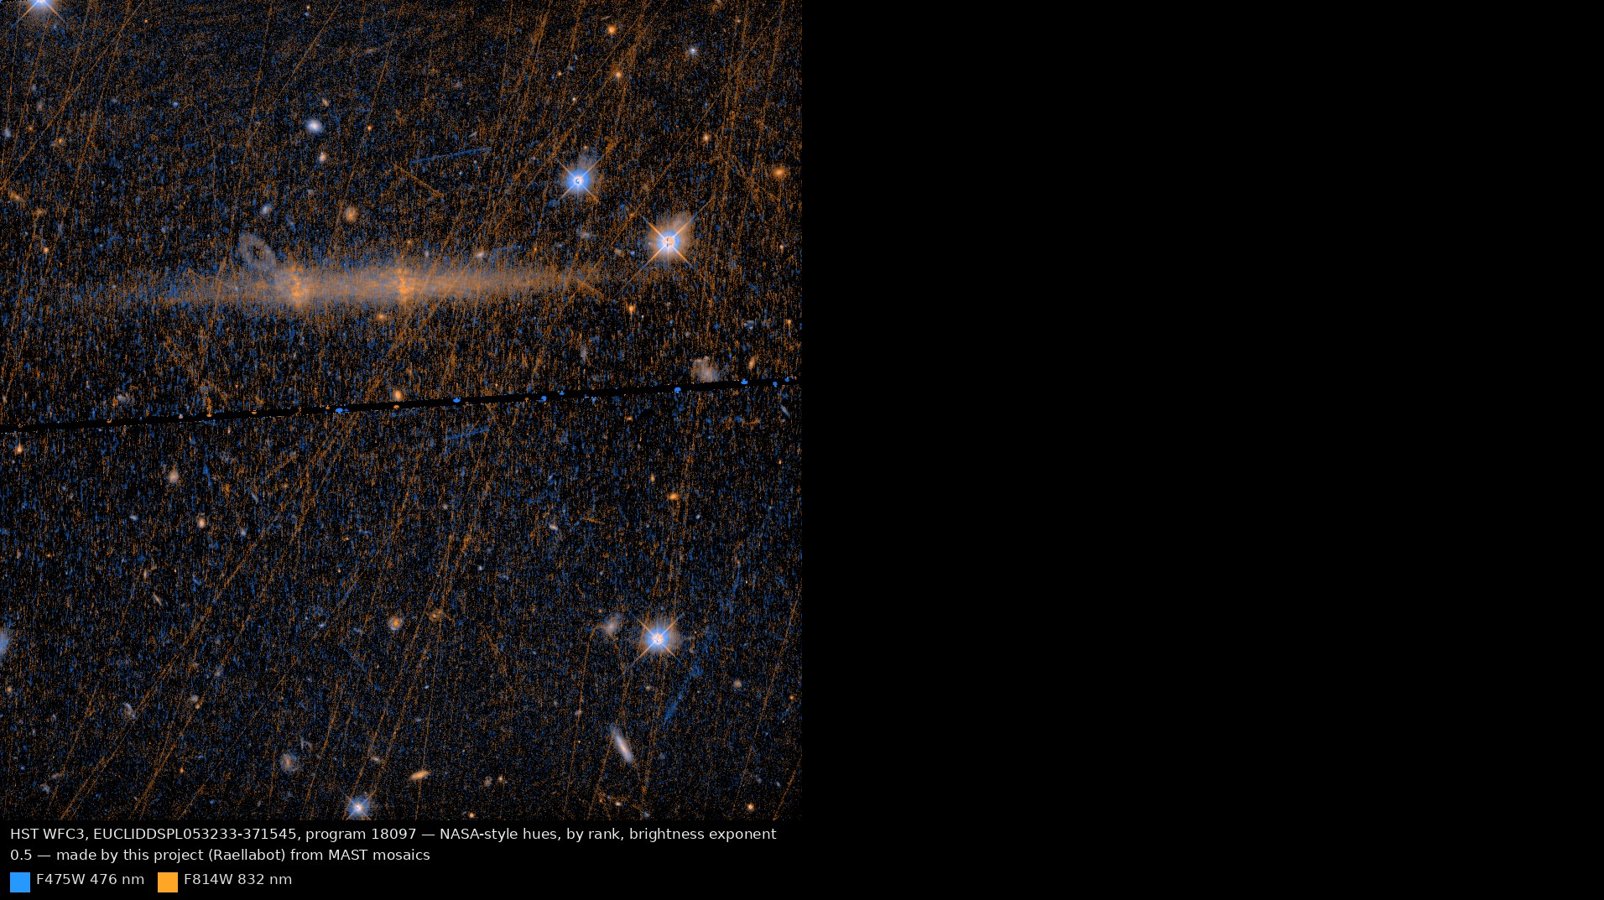 HST WFC3, EUCLIDDSPL053233-371545, program 18097 — NASA-style hues, by rank, brightness exponent
0.5 — made by this project (Raellabot) from MAST mosaics
F475W 476 nm F814W 832 nm